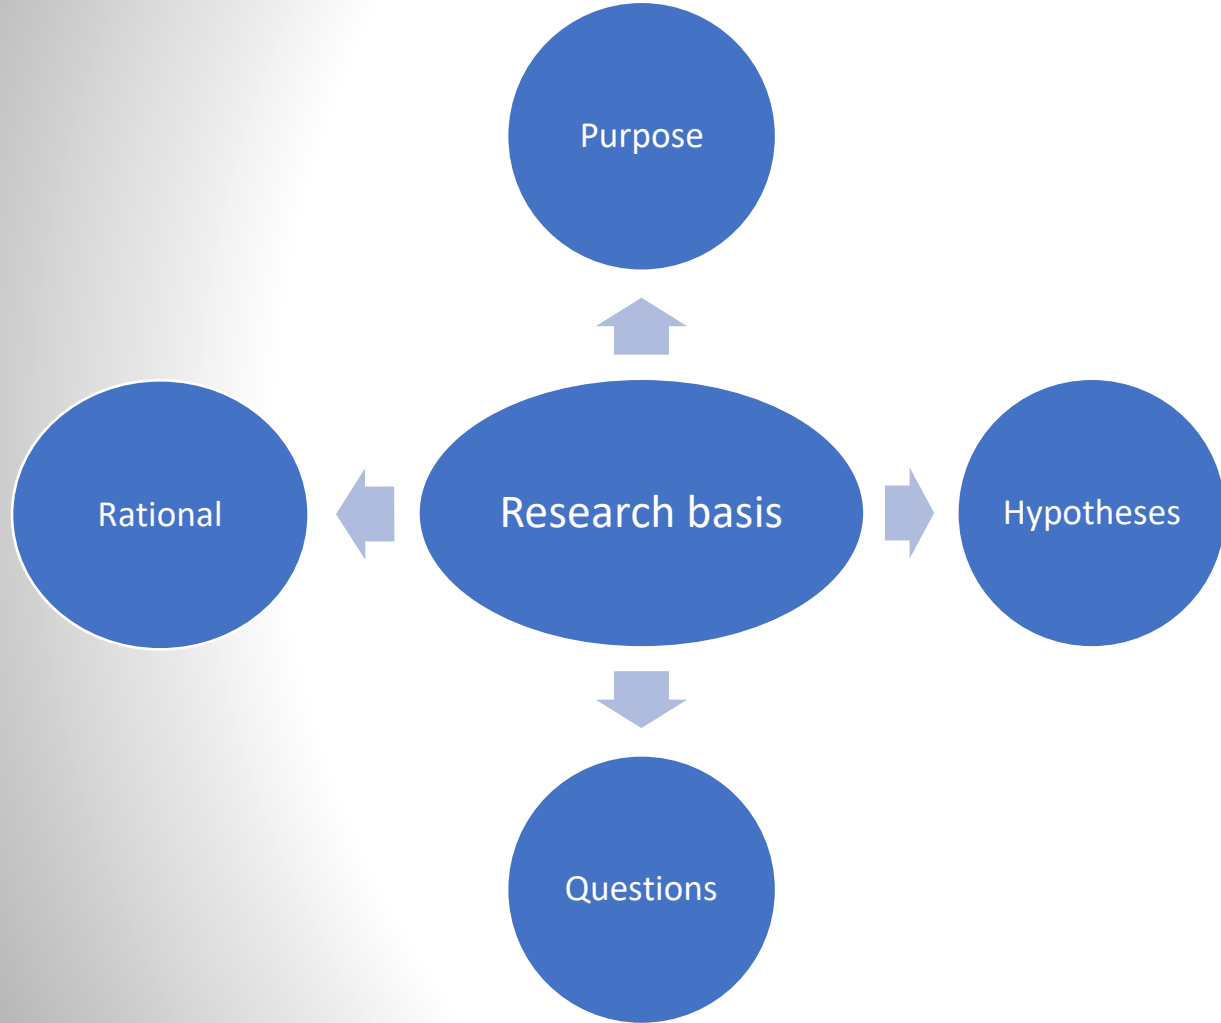 Purpose
Rational
Research basis
Hypotheses
Questions